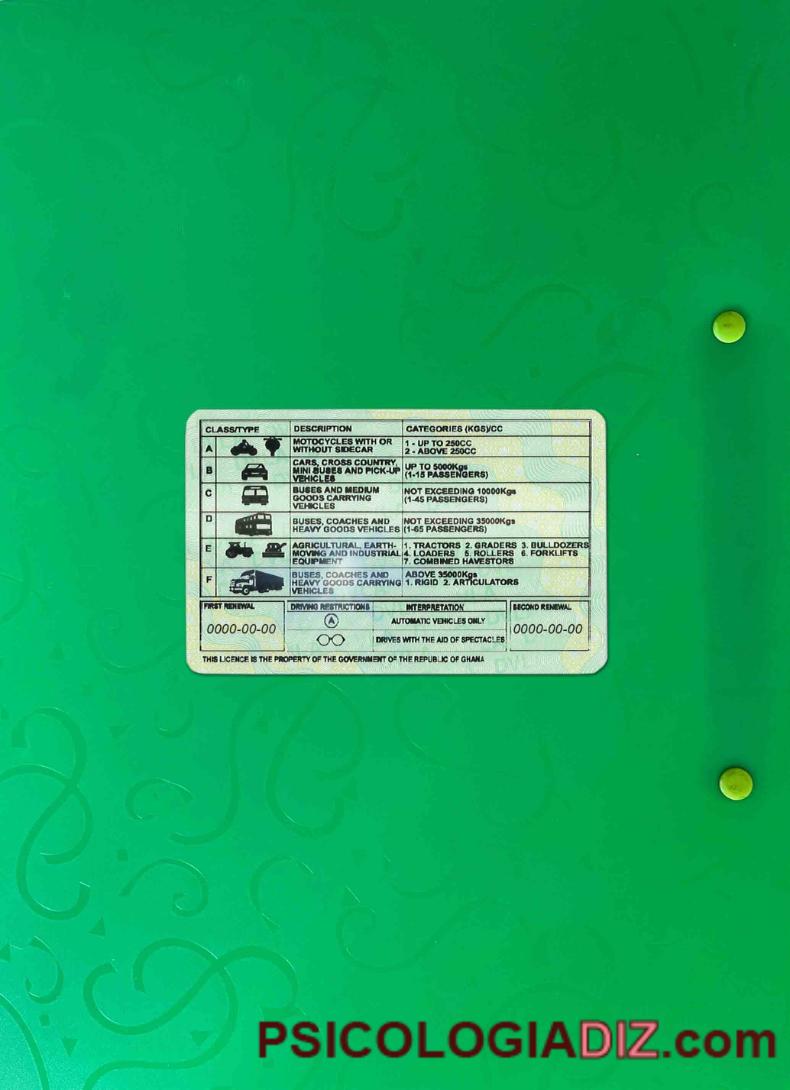 CLASS/TYPE DESCRIPTION CATEGORIES (KGS)/CC
A MOTOCYCLES WITH OR 1 - UP TO 250CC
WITHOUT SIDECAR 2 - ABOVE 250CC
B CARS, CROSS COUNTRY, UP TO 5000Kgs
MINI BUSES AND PICK-UP (1-15 PASSENGERS)
VEHICLES
C BUSES AND MEDIUM NOT EXCEEDING 10000Kgs
GOODS CARRYING (1-45 PASSENGERS)
VEHICLES
D BUSES, COACHES AND NOT EXCEEDING 35000Kgs
HEAVY GOODS VEHICLES (1-65 PASSENGERS)
E AGRICULTURAL, EARTH- 1. TRACTORS 2. GRADERS 3. BULLDOZERS
MOVING AND INDUSTRIAL 4. LOADERS 5. ROLLERS 6. FORKLIFTS
EQUIPMENT 7. COMBINED HAVESTORS
F BUSES, COACHES AND ABOVE 35000Kgs
HEAVY GOODS CARRYING 1. RIGID 2. ARTICULATORS
VEHICLES
FIRST RENEWAL DRIVING RESTRICTIONS INTERPRETATION SECOND RENEWAL
0000-00-00 A AUTOMATIC VEHICLES ONLY 0000-00-00
DRIVES WITH THE AID OF SPECTACLES
THIS LICENCE IS THE PROPERTY OF THE GOVERNMENT OF THE REPUBLIC OF GHANA
PSICOLOGIADIZ.com